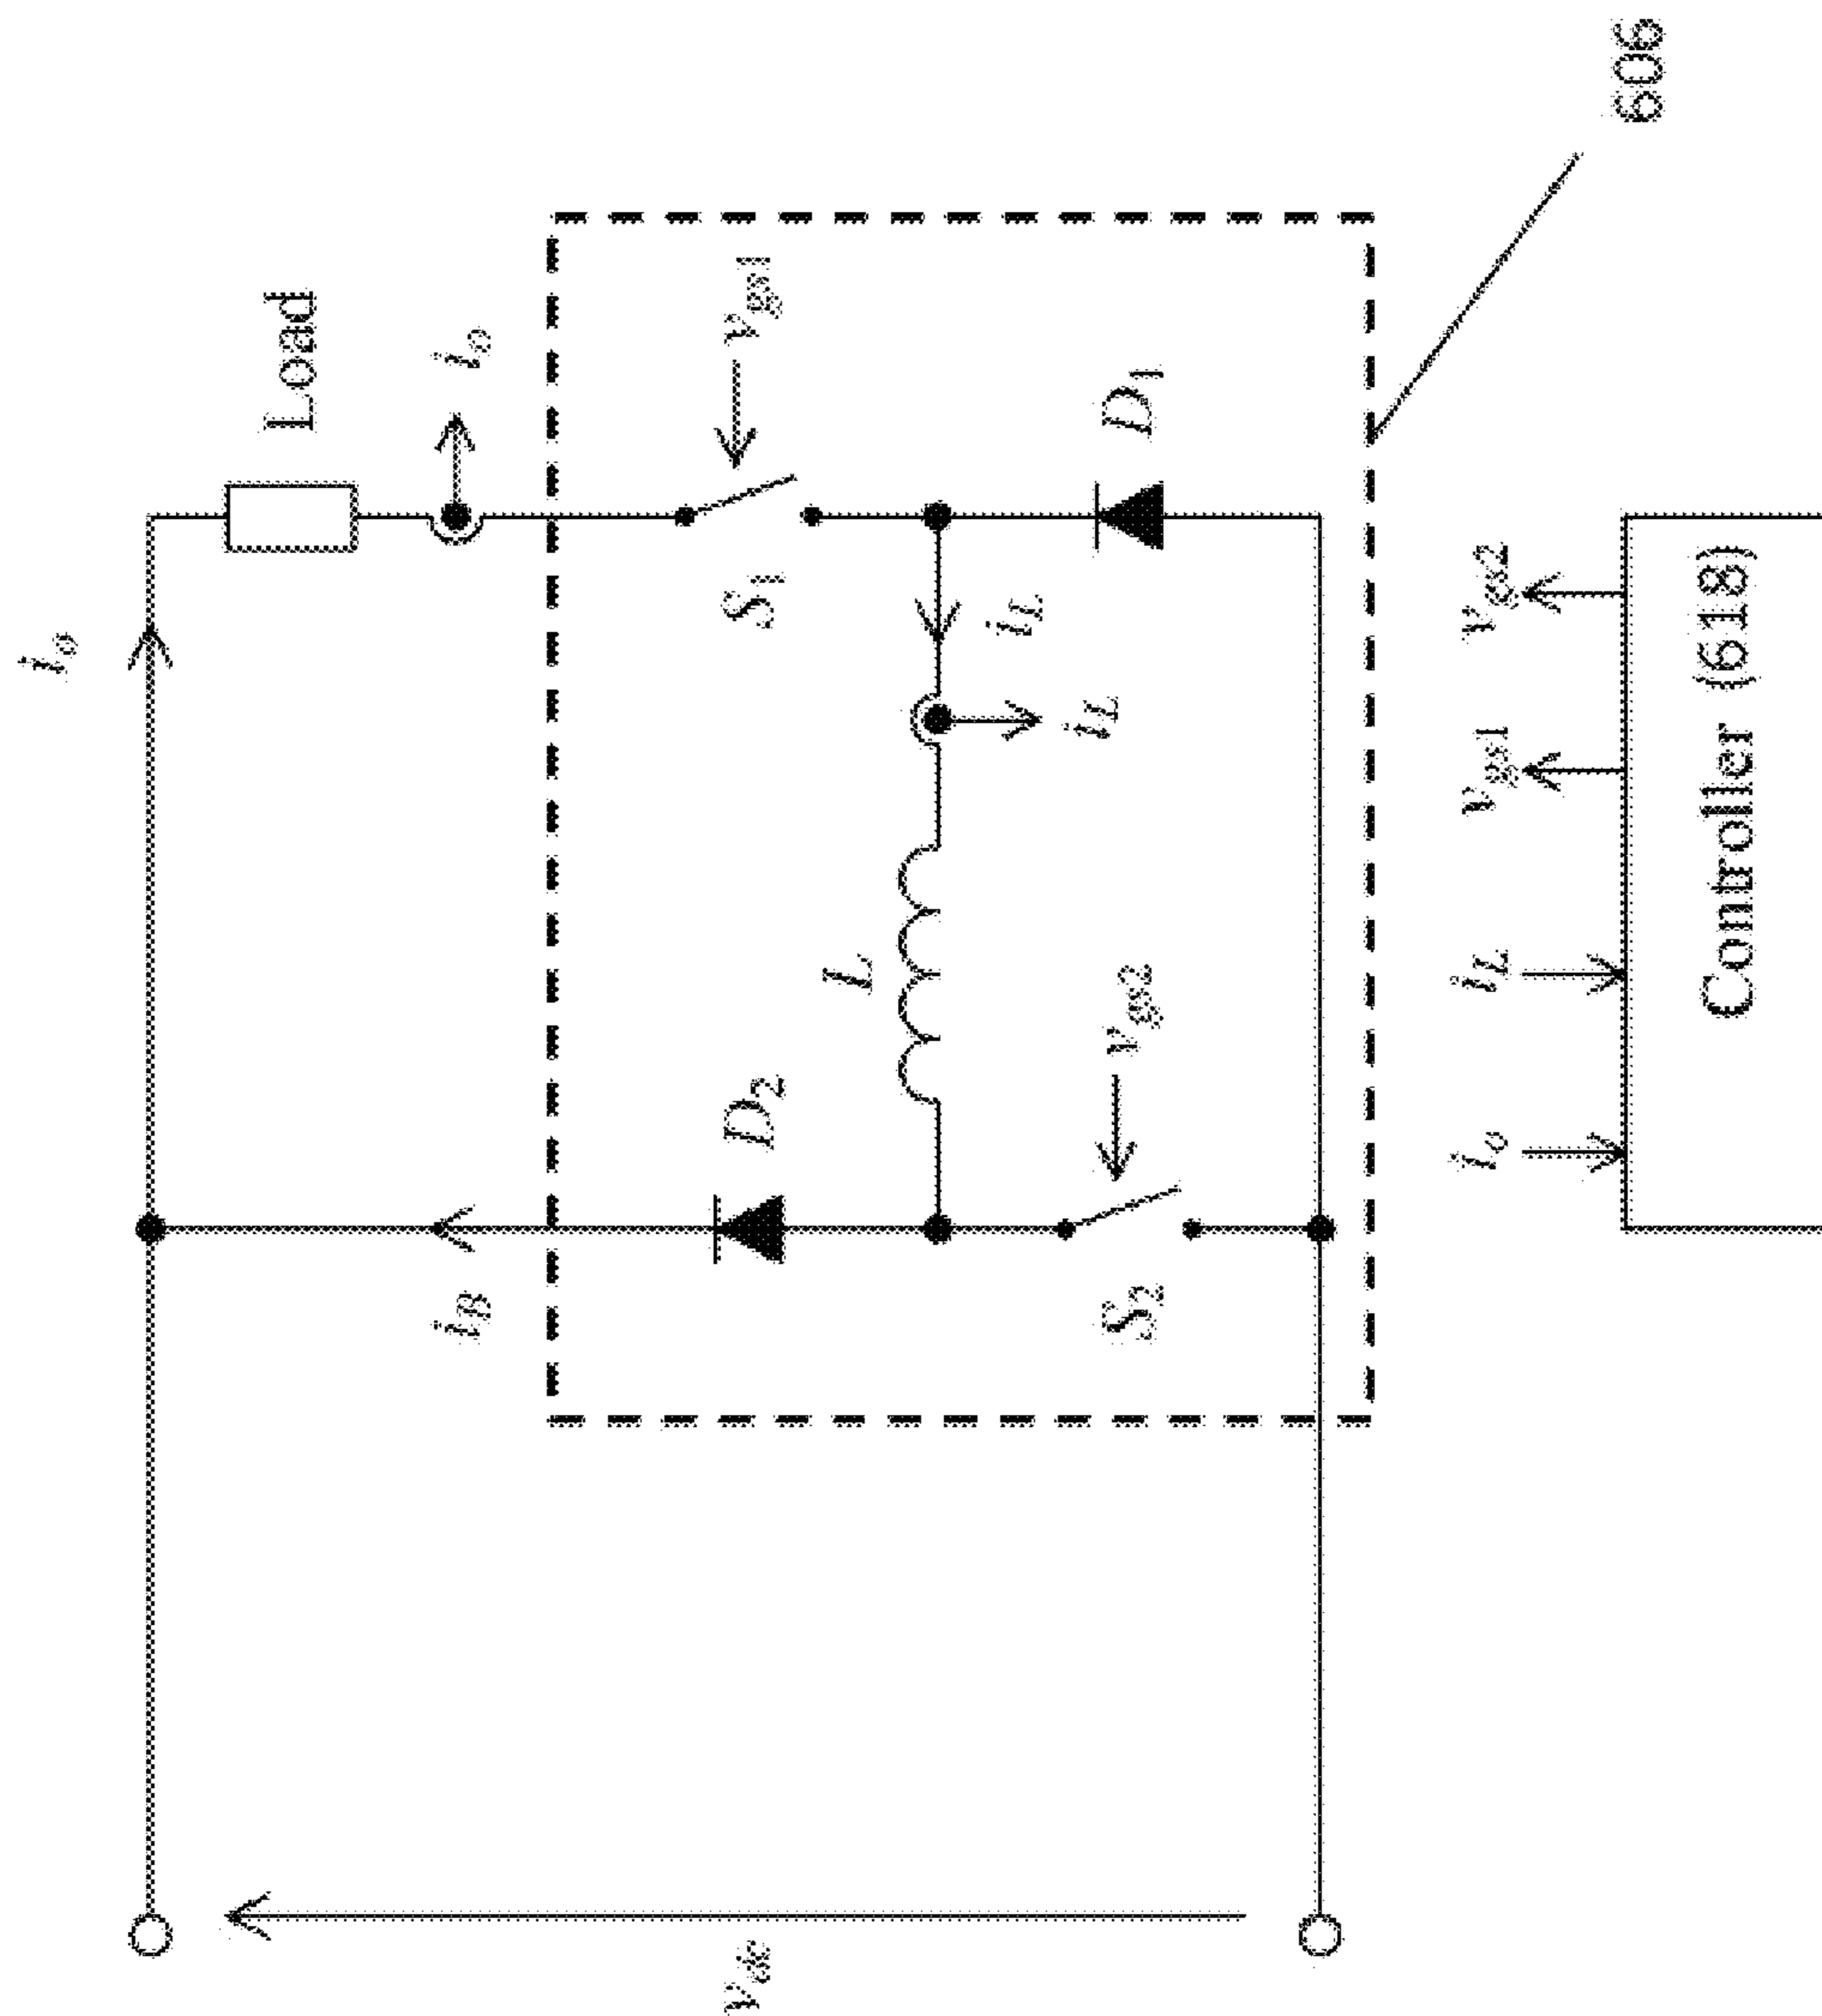 i_o
Load
i_B
i_o
v_dc
D_2
S_1
v_gs1
L
i_L
i_L
S_2
v_gs2
D_1
i_o
i_L
v_gs1
v_gs2
606
Controller (618)